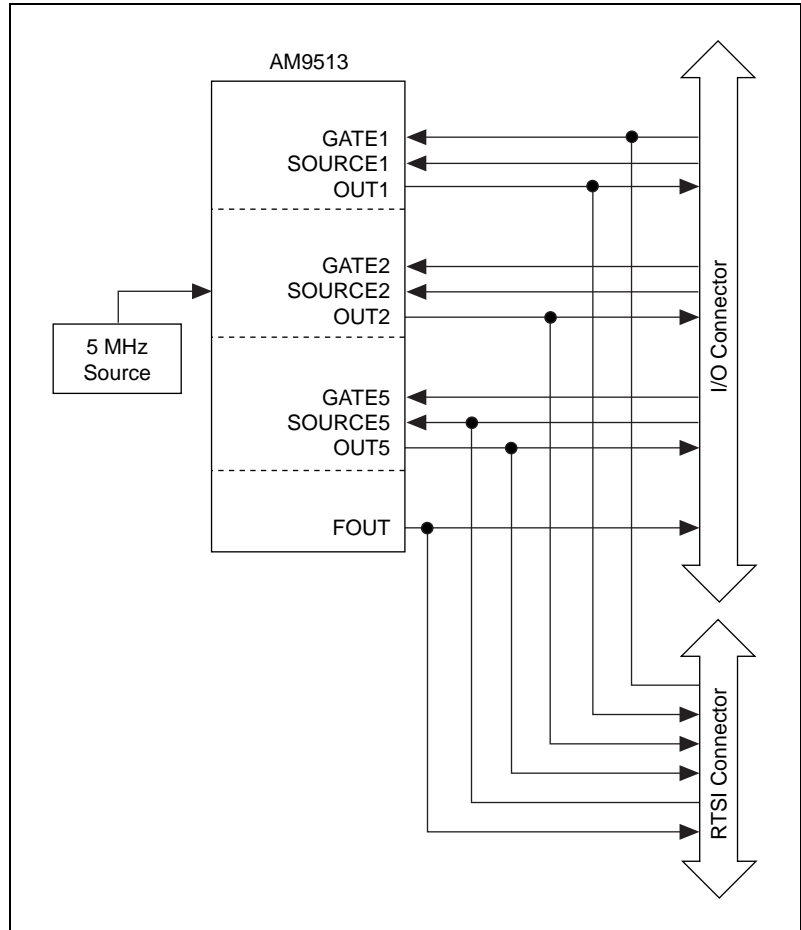 AM9513
GATE1
SOURCE1
OUT1
GATE2
SOURCE2
OUT2
5 MHz
Source
GATE5
SOURCE5
OUT5
FOUT
I/O Connector
RTSI Connector